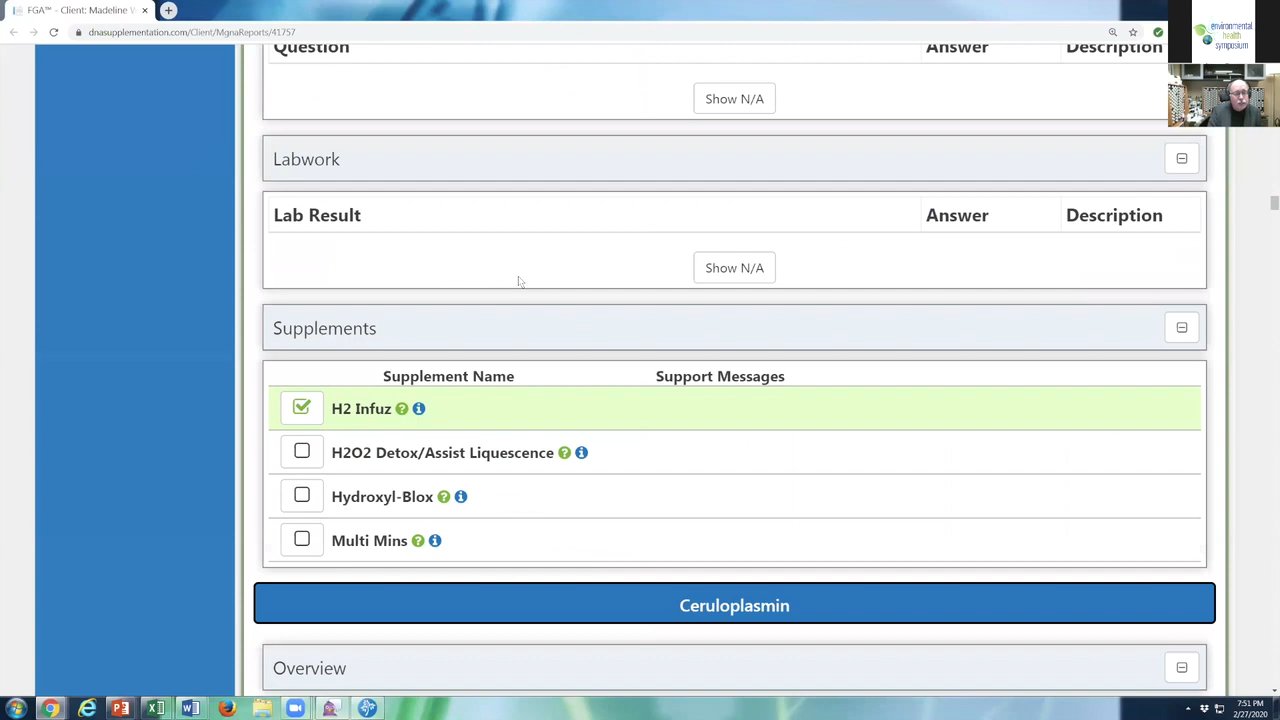 FGA™ - Client: Madeline
dnasupplementation.com/Client/MgnaReports/41757
environmental
health
symposium
Question Answer Description
Show N/A
Labwork
Lab Result Answer Description
Show N/A
Supplements
Supplement Name Support Messages
H2 Infuz
H2O2 Detox/Assist Liquescence
Hydroxyl-Blox
Multi Mins
Ceruloplasmin
Overview
7:51 PM
2/27/2020